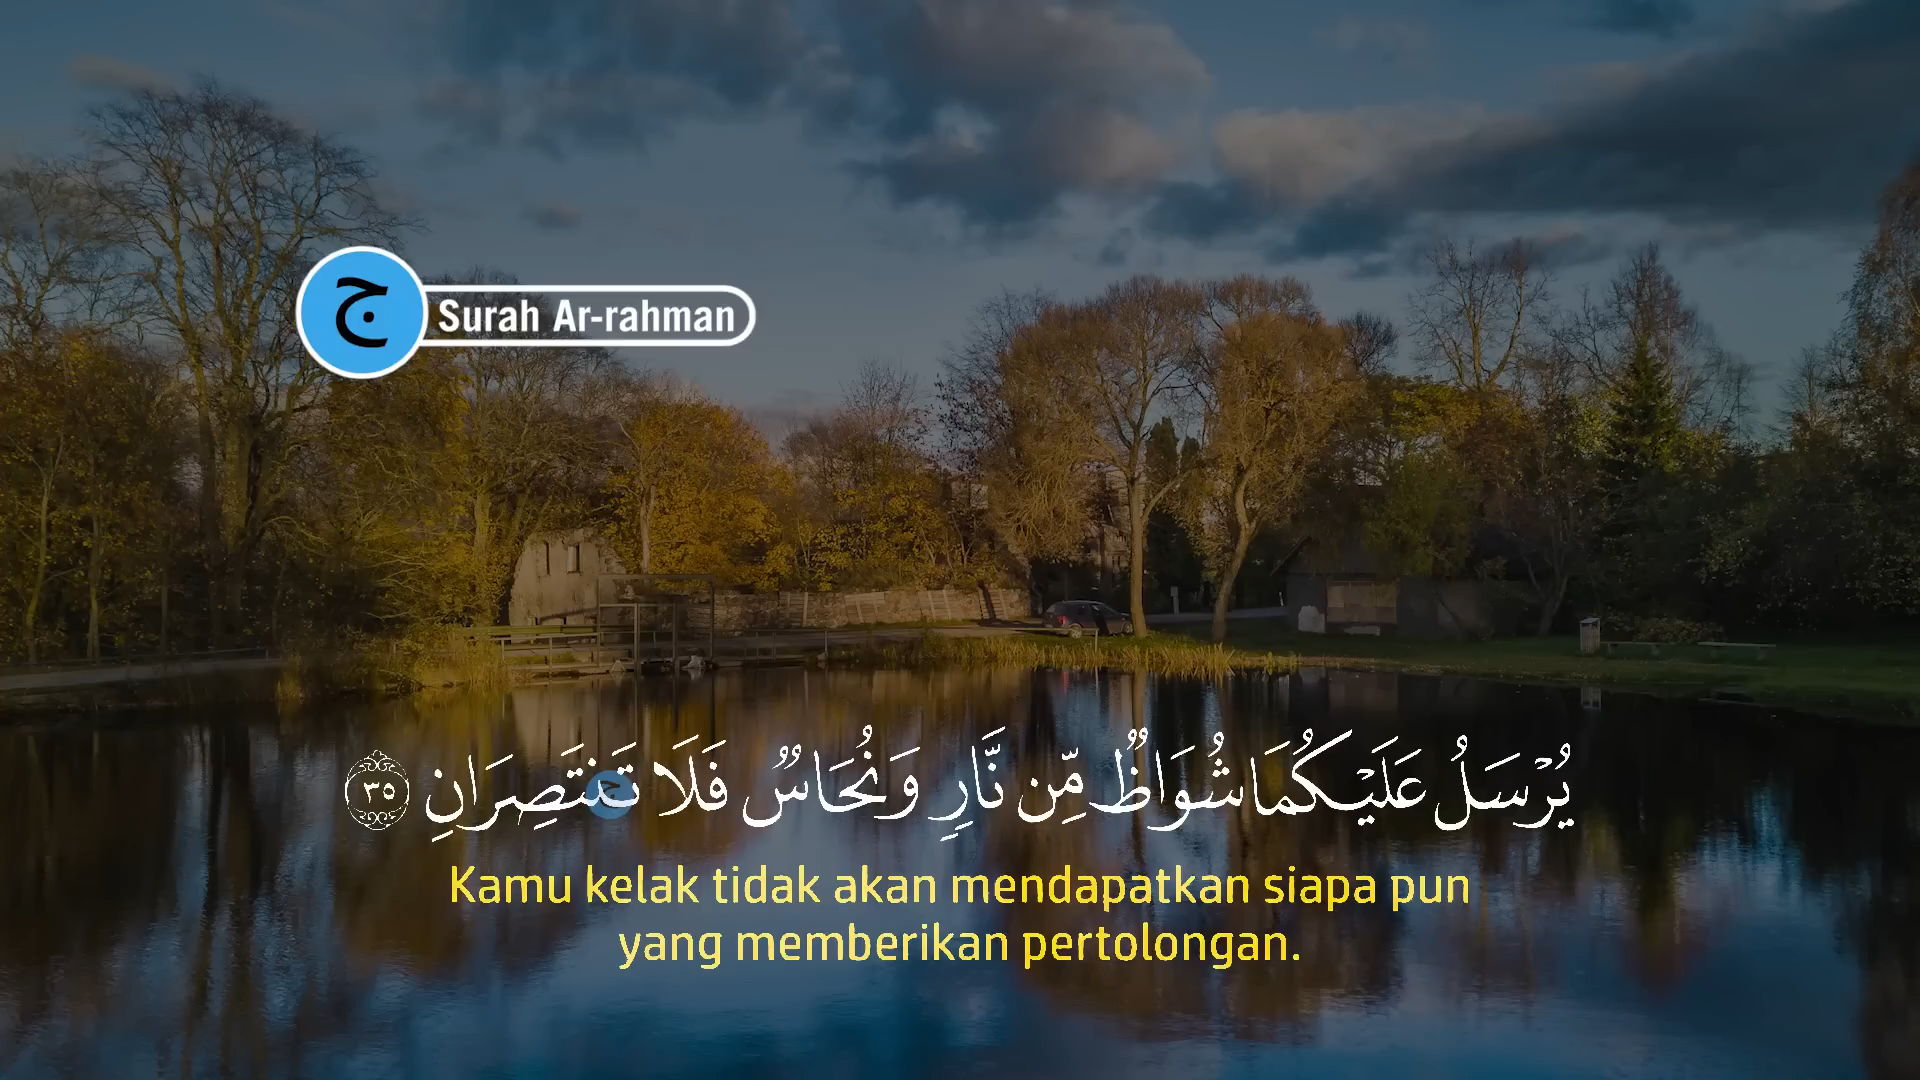 ج
Surah Ar-rahman
يُرْسَلُ عَلَيْكُمَا شُوَاظٌ مِّن نَّارٍ وَنُحَاسٌ فَلَا تَنتَصِرَانِ ٣٥
ج
Kamu kelak tidak akan mendapatkan siapa pun
yang memberikan pertolongan.